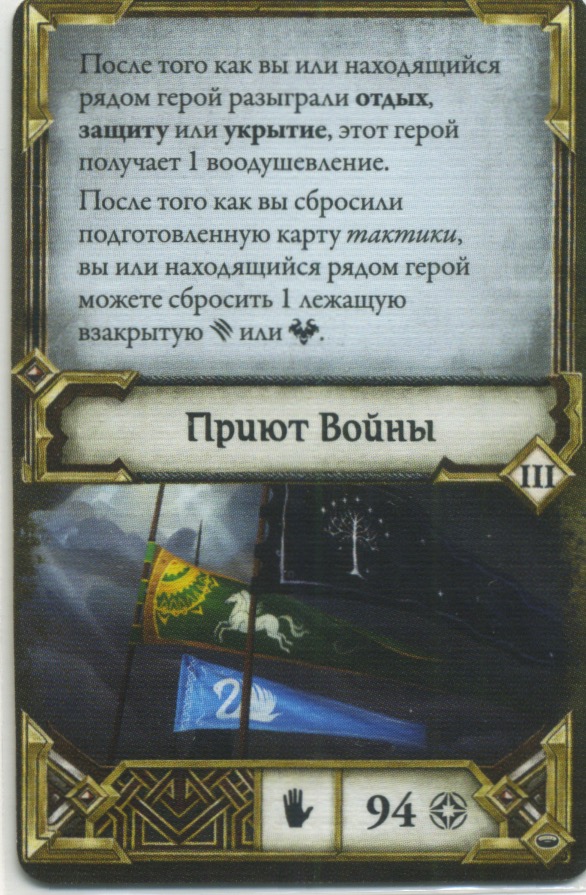 После того как вы или находящийся
рядом герой разыграли отдых,
защиту или укрытие, этот герой
получает 1 воодушевление.
После того как вы сбросили
подготовленную карту тактики,
вы или находящийся рядом герой
можете сбросить 1 лежащую
взакрытую или .
Приют Войны
III
94